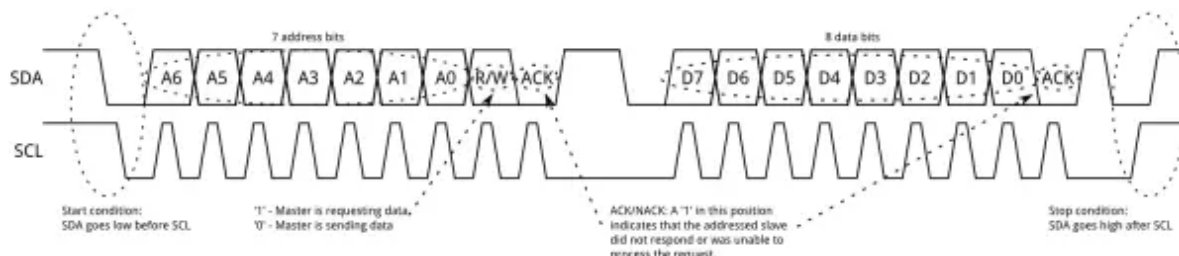 7 address bits
8 data bits
SDA
A6 A5 A4 A3 A2 A1 A0 R/W ACK
D7 D6 D5 D4 D3 D2 D1 D0 ACK
SCL
Start condition:
SDA goes low before SCL
'1' - Master is requesting data,
'0' - Master is sending data
ACK/NACK: A '1' in this position
indicates that the addressed slave
did not respond or was unable to
process the request
Stop condition:
SDA goes high after SCL